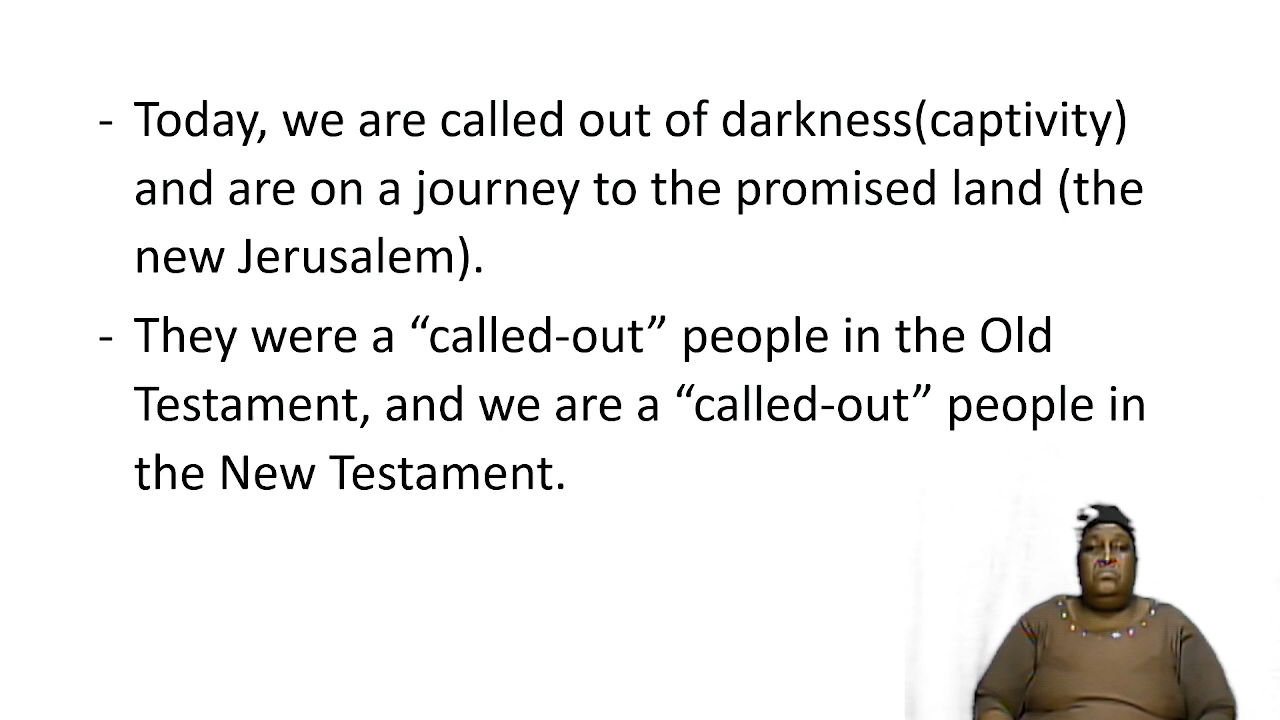 - Today, we are called out of darkness(captivity)
and are on a journey to the promised land (the
new Jerusalem).
- They were a “called-out” people in the Old
Testament, and we are a “called-out” people in
the New Testament.